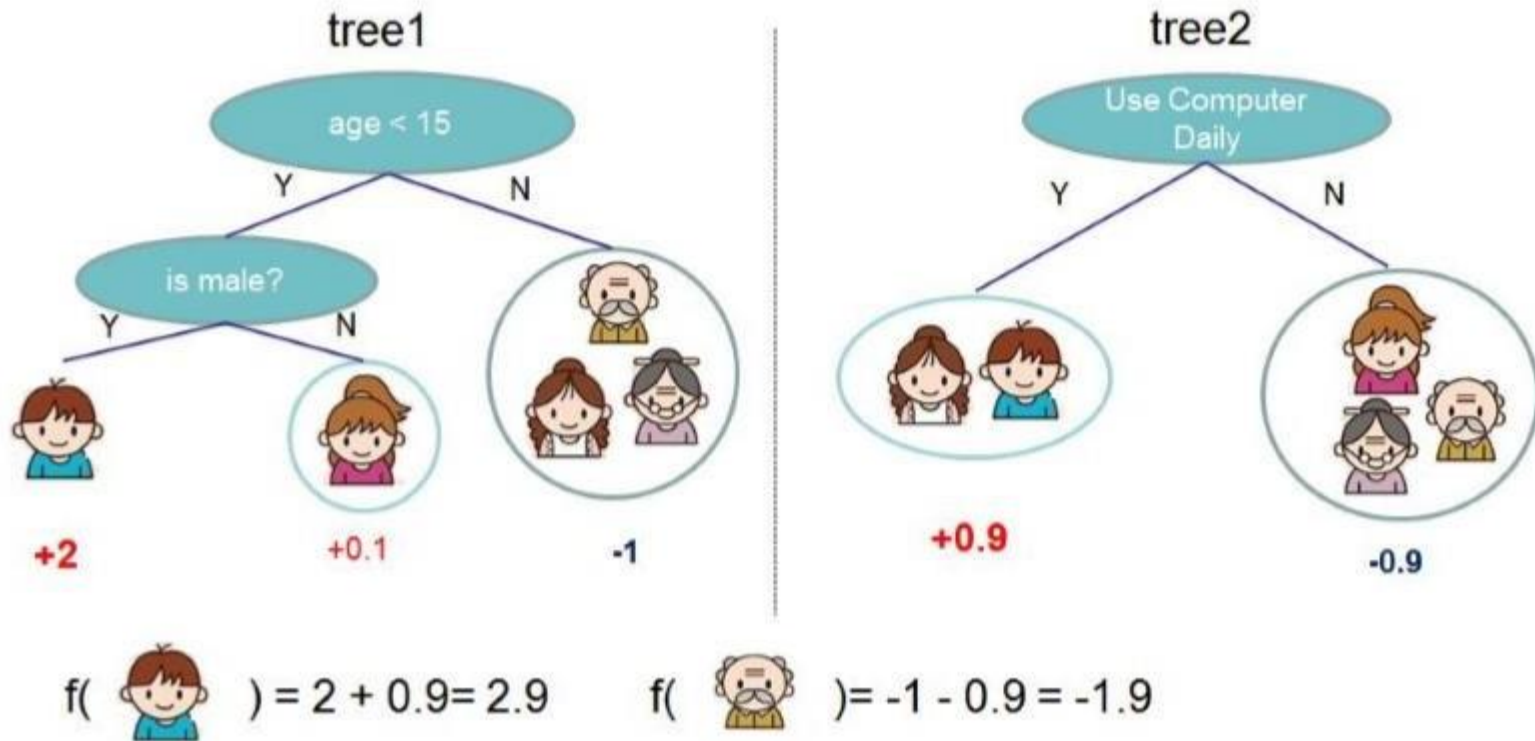 tree1
age < 15
Y
N
is male?
Y
N
+2
+0.1
-1
tree2
Use Computer
Daily
Y
N
+0.9
-0.9
f( ) = 2 + 0.9= 2.9
f( )= -1 - 0.9 = -1.9